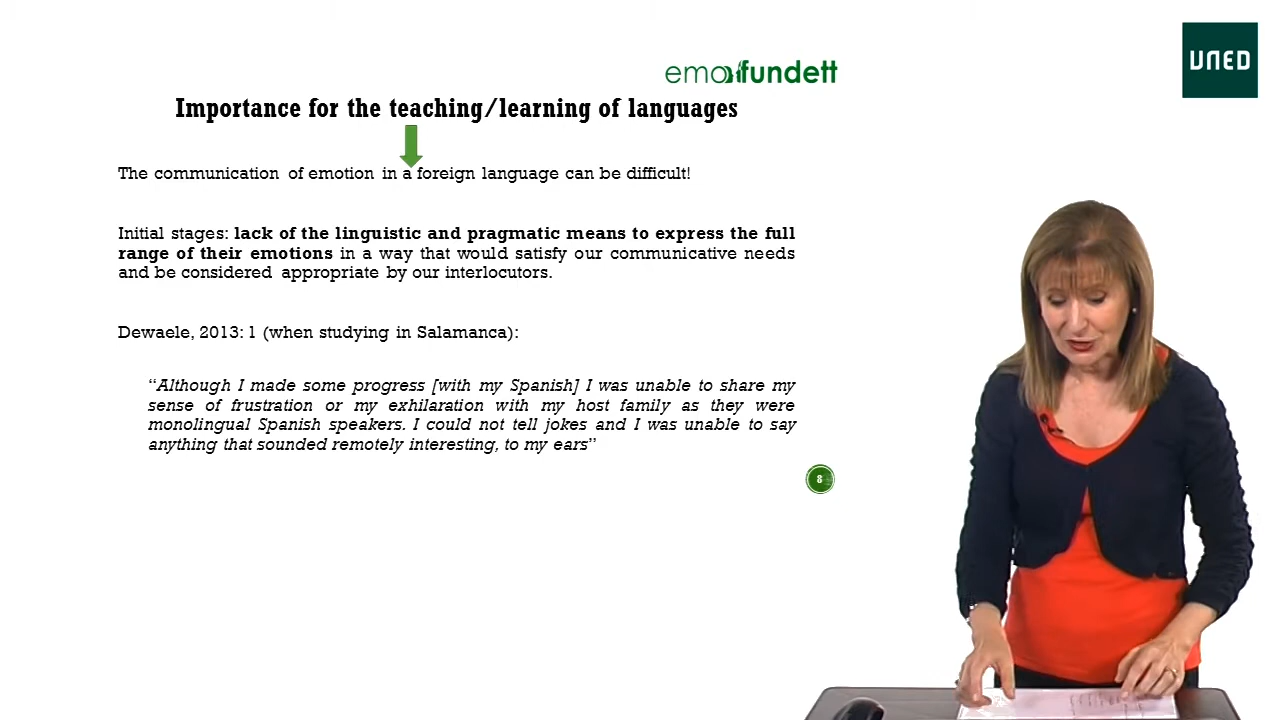 emo fundett
UNED
Importance for the teaching/learning of languages
The communication of emotion in a foreign language can be difficult!
Initial stages: lack of the linguistic and pragmatic means to express the full
range of their emotions in a way that would satisfy our communicative needs
and be considered appropriate by our interlocutors.
Dewaele, 2013: 1 (when studying in Salamanca):
“Although I made some progress [with my Spanish] I was unable to share my
sense of frustration or my exhilaration with my host family as they were
monolingual Spanish speakers. I could not tell jokes and I was unable to say
anything that sounded remotely interesting, to my ears”
8